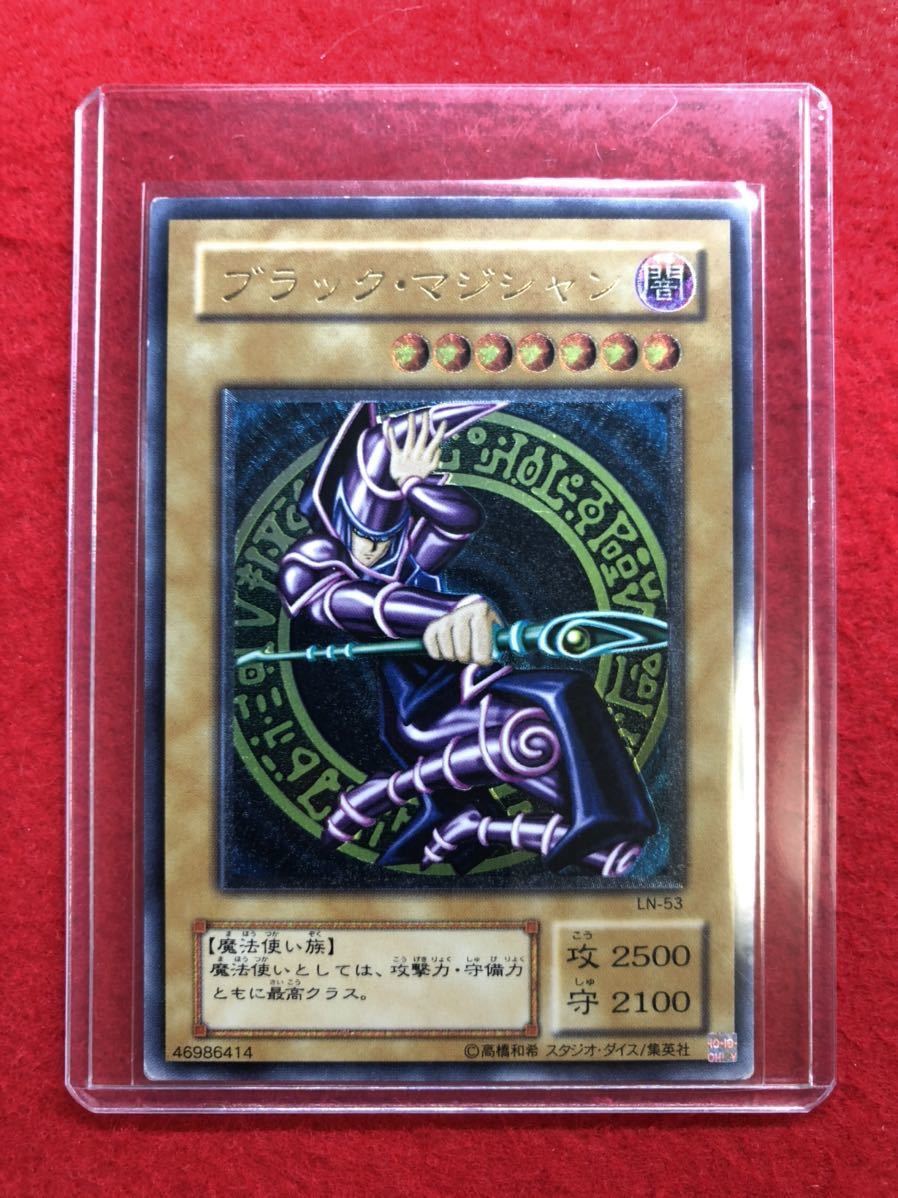 ブラック・マジシャン
闇
LN-53
【魔法使い族】
魔法使いとしては、攻撃力・守備力
ともに最高クラス。
攻 2500
守 2100
46986414
©高橋和希 スタジオ・ダイス/集英社